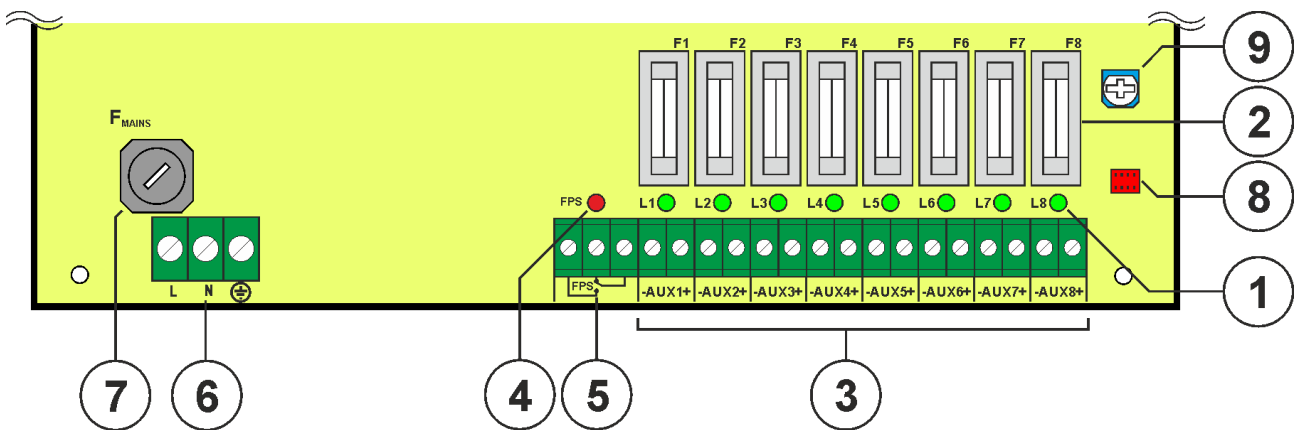 F1 F2 F3 F4 F5 F6 F7 F8
9
FMAINS
2
FPS L1 L2 L3 L4 L5 L6 L7 L8
8
L N
FPS -AUX1+ -AUX2+ -AUX3+ -AUX4+ -AUX5+ -AUX6+ -AUX7+ -AUX8+
1
7 6 4 5 3